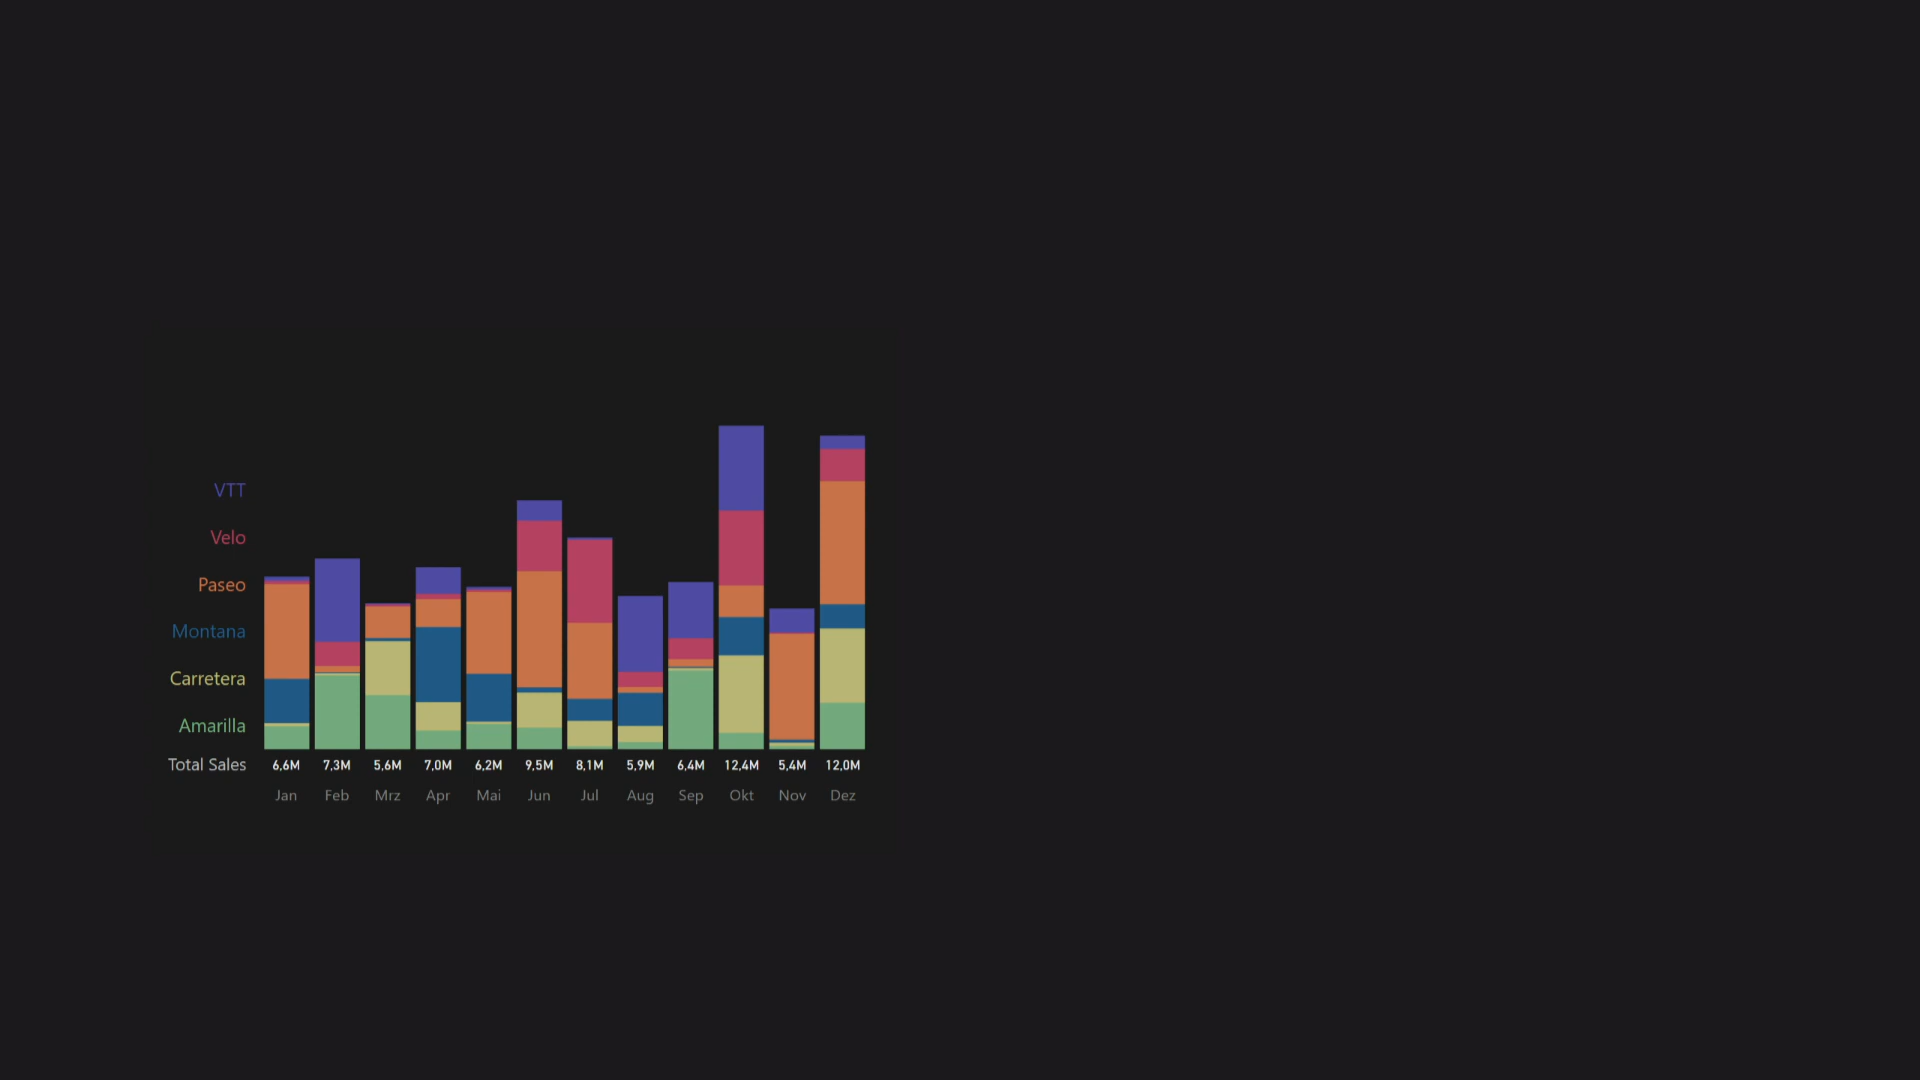 VTT
Velo
Paseo
Montana
Carretera
Amarilla
Total Sales 6,6M 7,3M 5,6M 7,0M 6,2M 9,5M 8,1M 5,9M 6,4M 12,4M 5,4M 12,0M
Jan Feb Mrz Apr Mai Jun Jul Aug Sep Okt Nov Dez